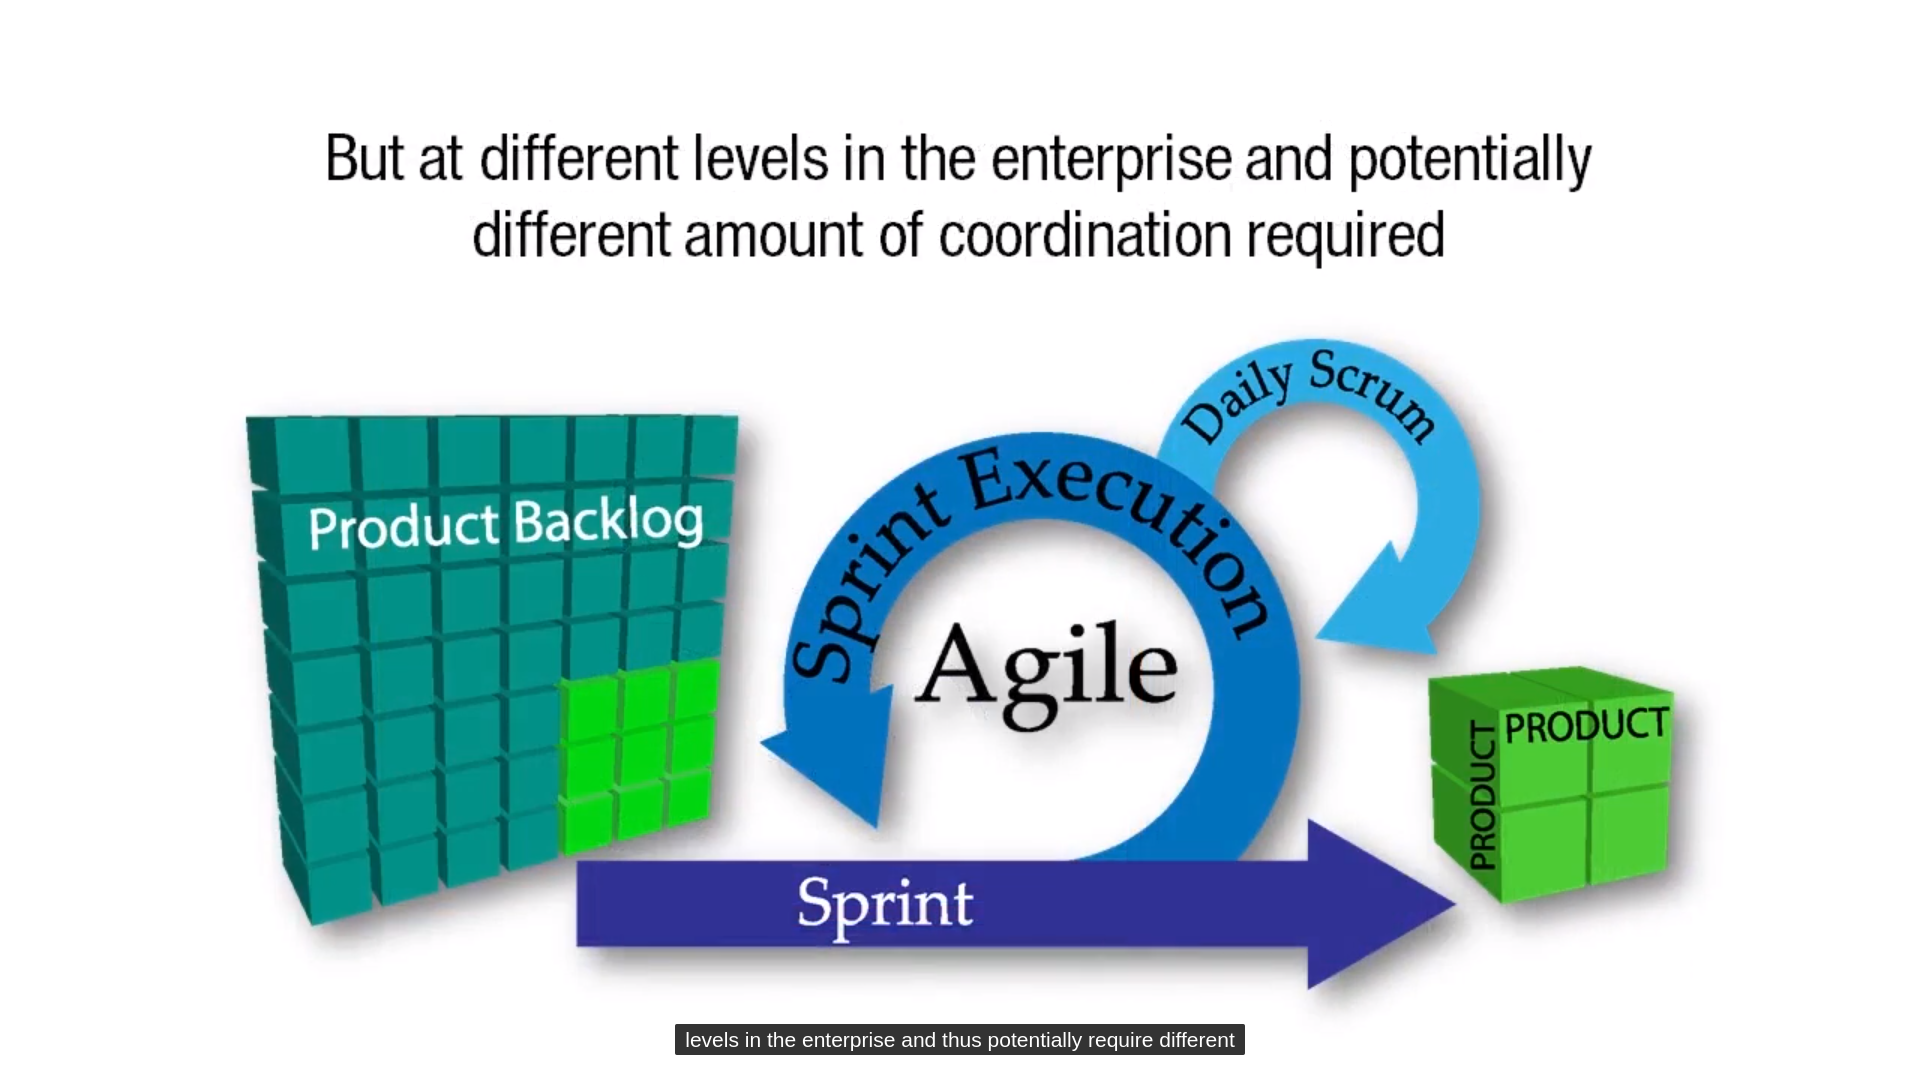 But at different levels in the enterprise and potentially
different amount of coordination required
Daily Scrum
Sprint Execution
Product Backlog
Agile
PRODUCT
PRODUCT
Sprint
levels in the enterprise and thus potentially require different